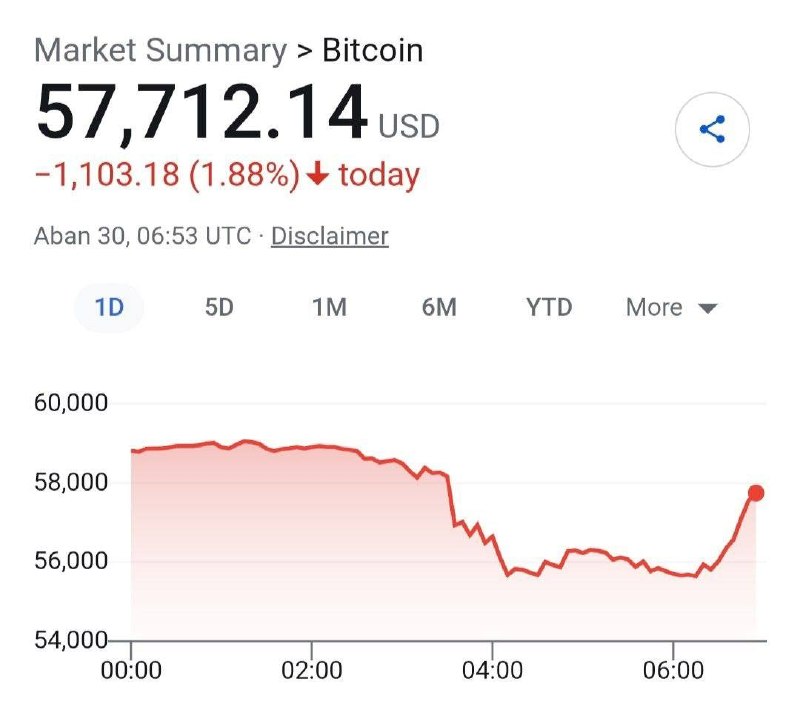 Market Summary > Bitcoin
57,712.14 USD
−1,103.18 (1.88%) ↓ today
Aban 30, 06:53 UTC · Disclaimer
1D 5D 1M 6M YTD More
60,000
58,000
56,000
54,000
00:00 02:00 04:00 06:00